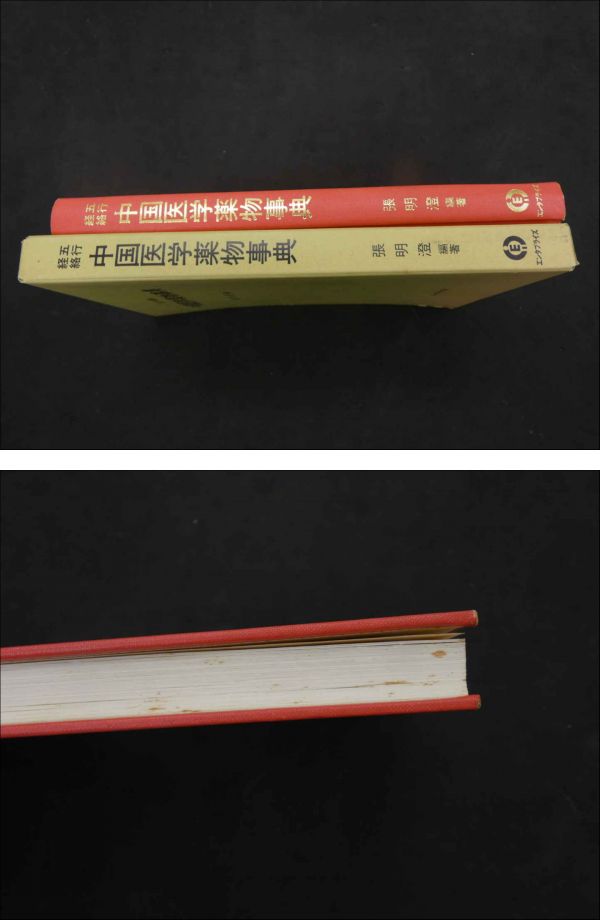 五行
経絡
中国医学薬物事典
張明澄編著
E
エンタプライズ
五行
経絡
中国医学薬物事典
張明澄編著
E
エンタプライズ